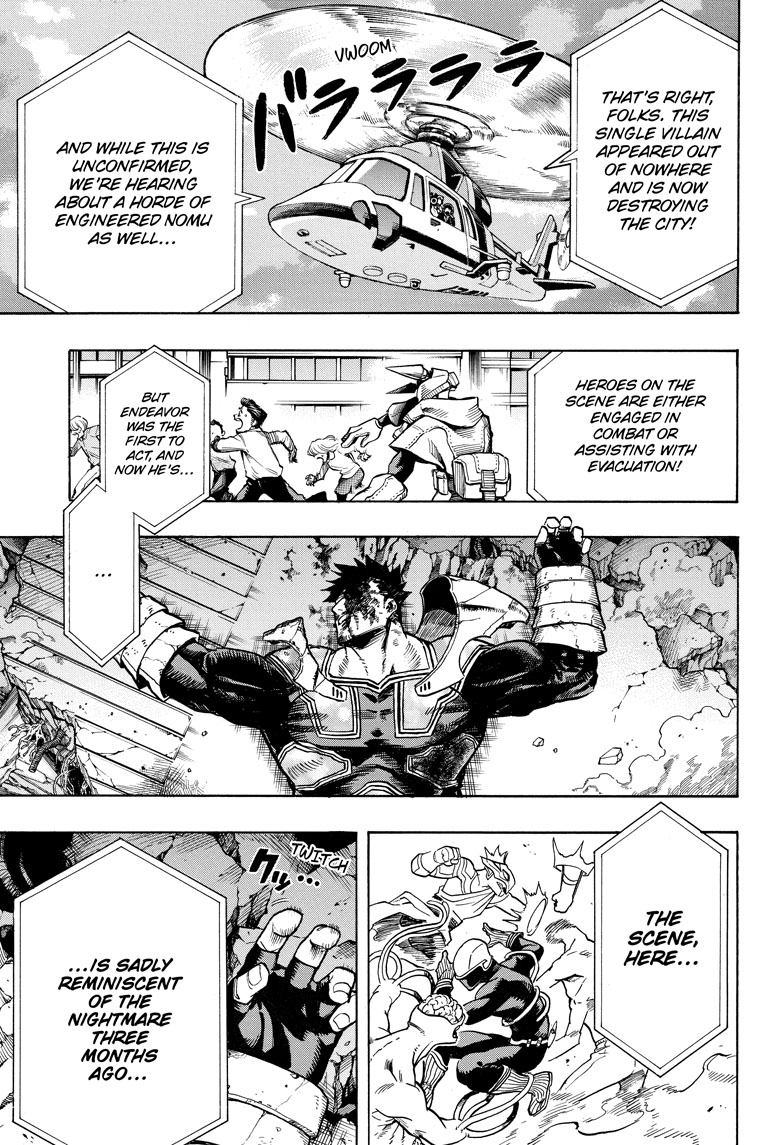 THAT'S RIGHT,
FOLKS. THIS
SINGLE VILLAIN
APPEARED OUT
OF NOWHERE
AND IS NOW
DESTROYING
THE CITY!
VWOOM
バララララ
AND WHILE THIS IS
UNCONFIRMED,
WE'RE HEARING
ABOUT A HORDE OF
ENGINEERED NOMU
AS WELL...
HEROES ON THE
SCENE ARE EITHER
ENGAGED IN
COMBAT OR
ASSISTING WITH
EVACUATION!
BUT
ENDEAVOR
WAS THE
FIRST TO
ACT, AND
NOW HE'S...
...
THE
SCENE,
HERE...
TWITCH
グッ...
...IS SADLY
REMINISCENT
OF THE
NIGHTMARE
THREE
MONTHS
AGO...